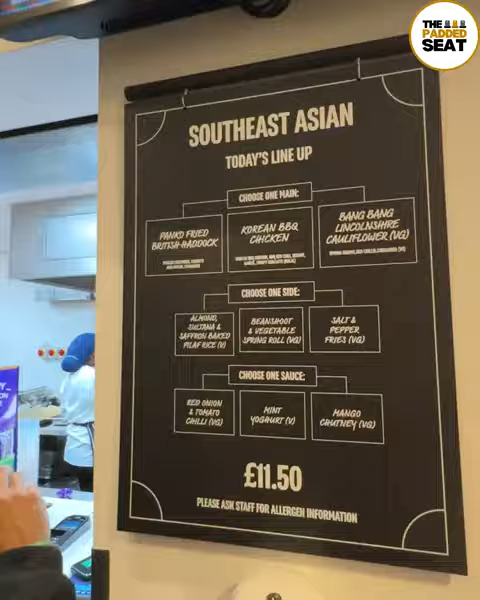 THE
PADDED
SEAT
SOUTHEAST ASIAN
TODAY'S LINE UP
CHOOSE ONE MAIN:
PANKO FRIED
BRITISH HADDOCK
KOREAN BBQ
CHICKEN
BANG BANG
LINCOLNSHIRE
CAULIFLOWER (VG)
CHOOSE ONE SIDE:
ALMOND,
SULTANA &
SAFFRON BAKED
PILAF RICE (V)
BEANSHOOT
& VEGETABLE
SPRING ROLL (VG)
SALT &
PEPPER
FRIES (VG)
CHOOSE ONE SAUCE:
RED ONION
& TOMATO
CHILLI (VG)
MINT
YOGHURT (V)
MANGO
CHUTNEY (VG)
£11.50
PLEASE ASK STAFF FOR ALLERGEN INFORMATION